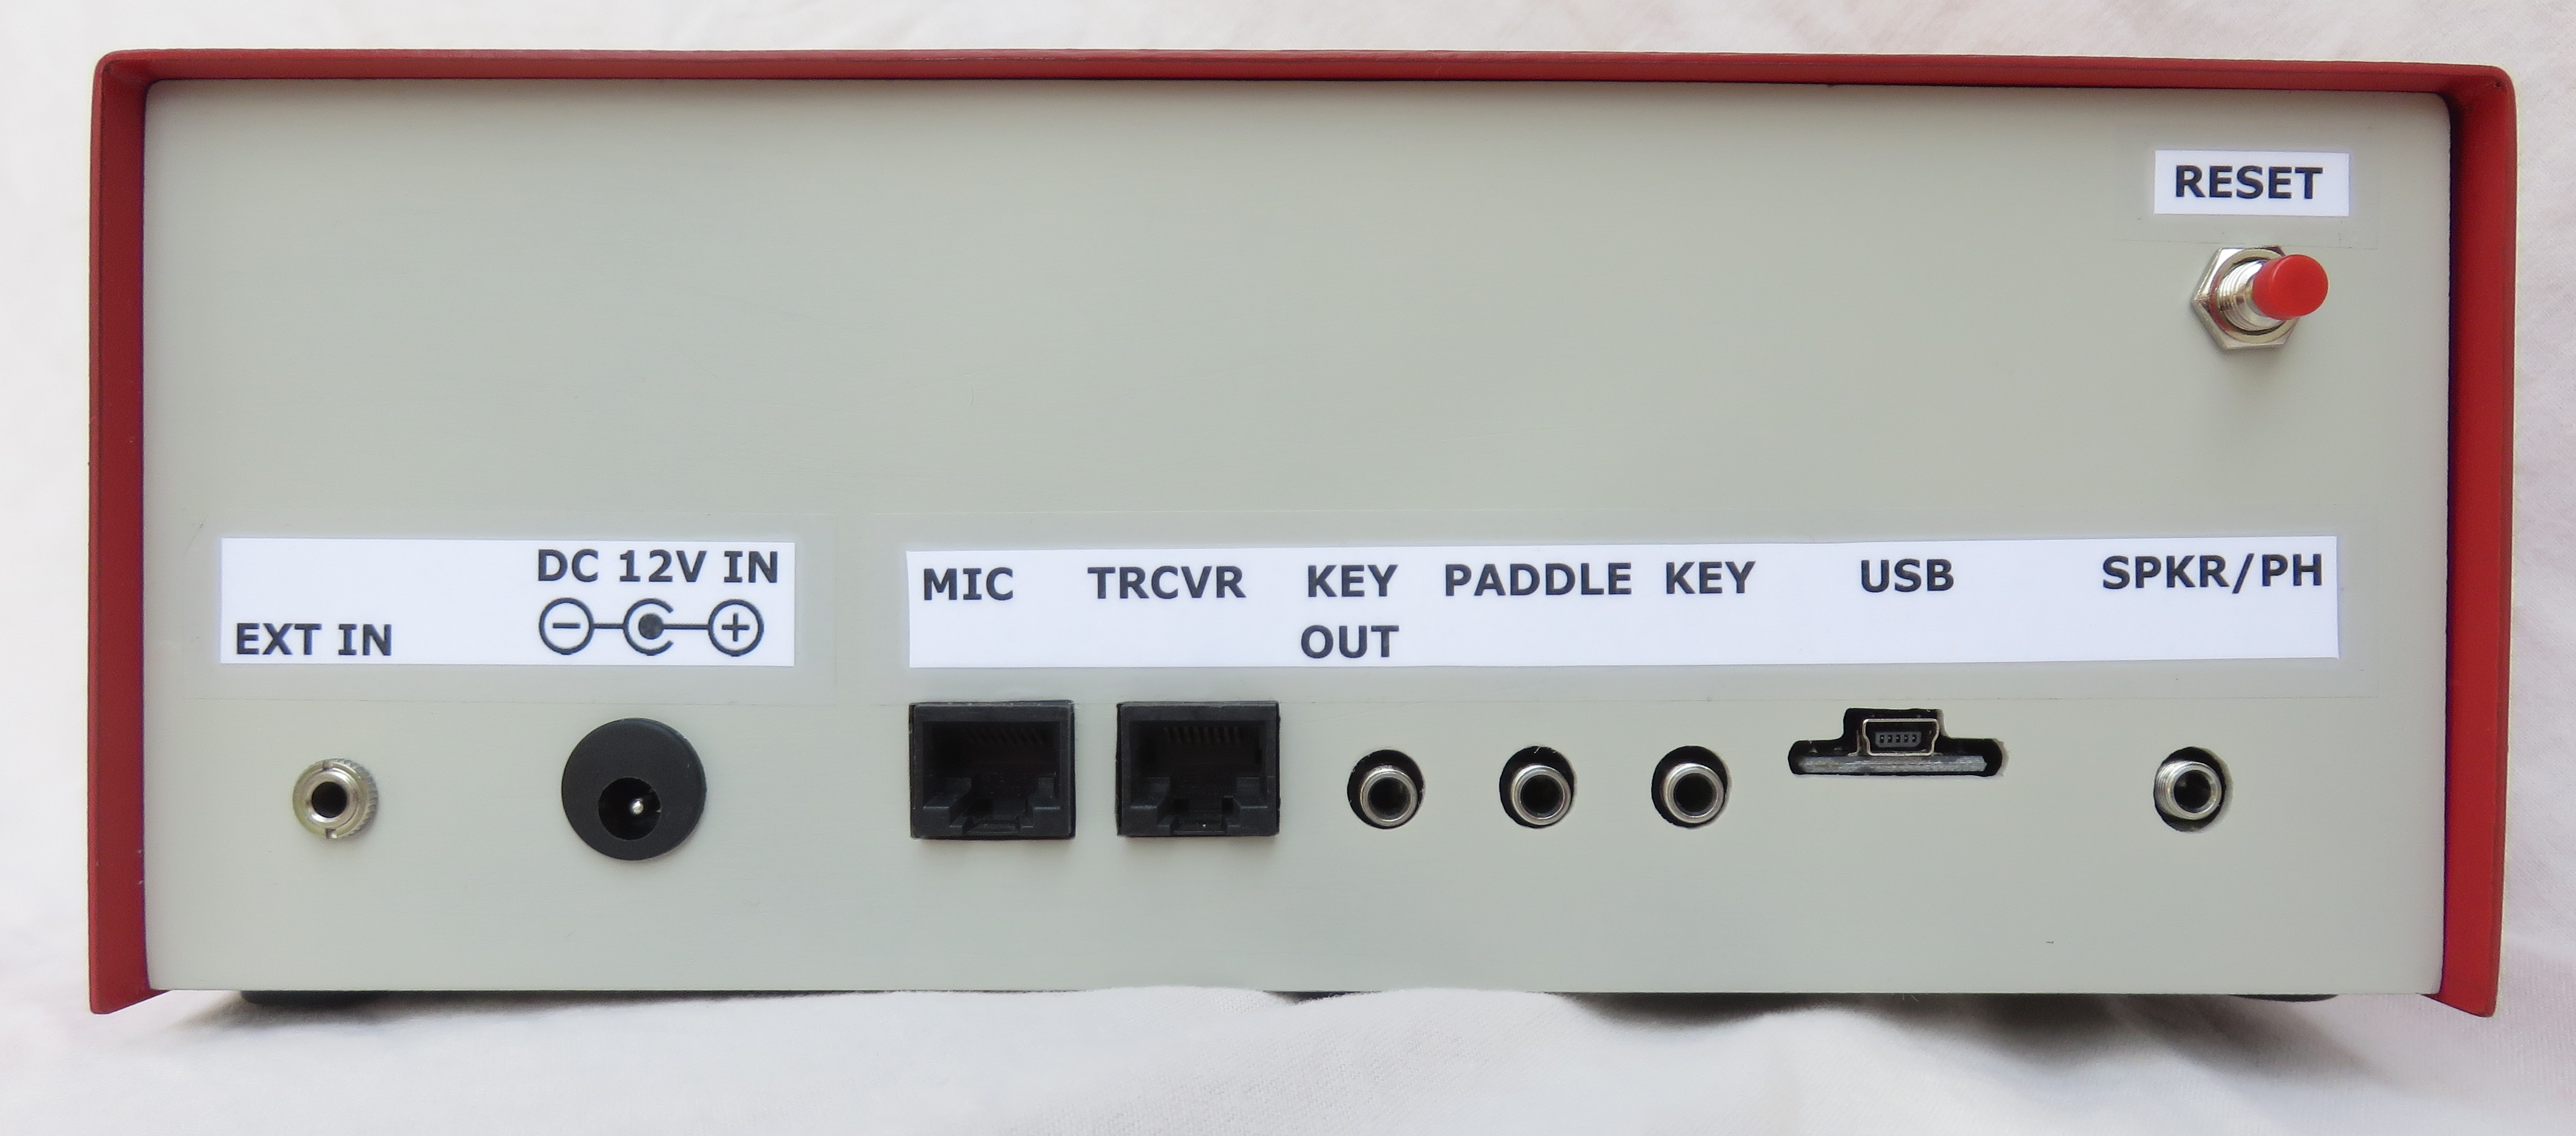 RESET
DC 12V IN
EXT IN
MIC TRCVR KEY PADDLE KEY USB SPKR/PH
OUT